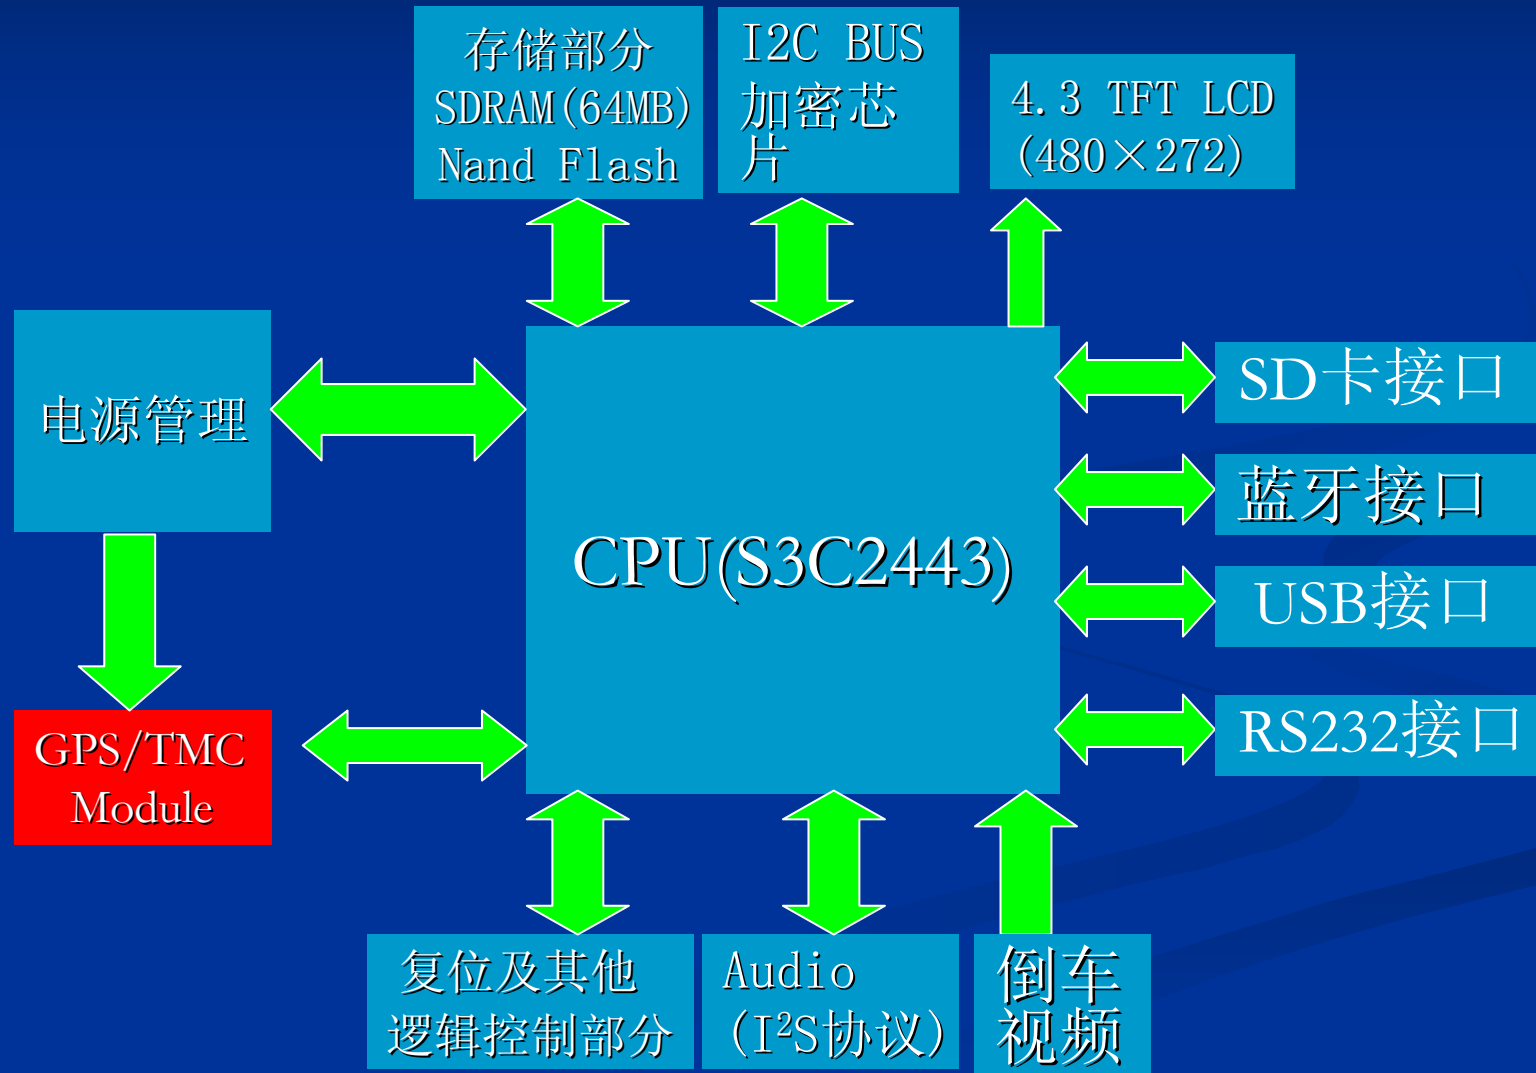 存储部分
SDRAM(64MB)
Nand Flash
I2C BUS
加密芯
片
4.3 TFT LCD
(480×272)
电源管理
CPU(S3C2443)
SD卡接口
蓝牙接口
USB接口
RS232接口
GPS/TMC
Module
复位及其他
逻辑控制部分
Audio
(I²S协议)
倒车
视频